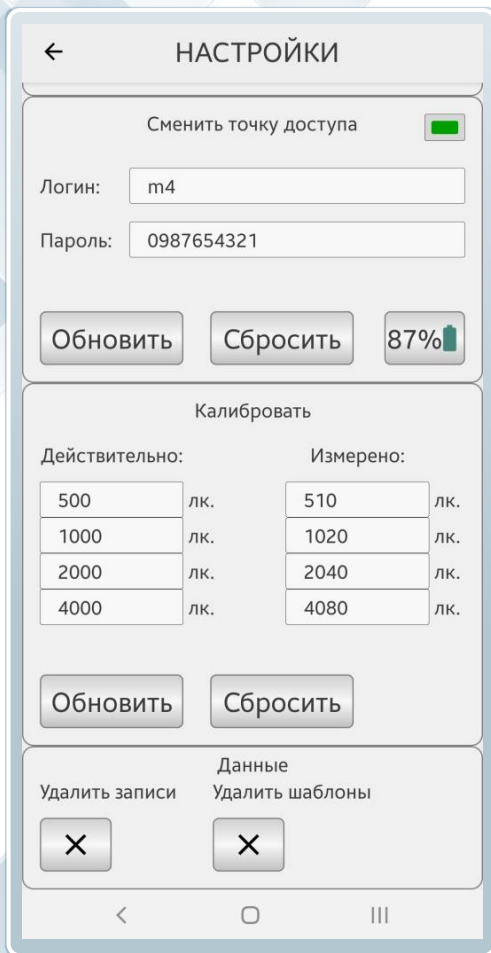 НАСТРОЙКИ
Сменить точку доступа
Логин: m4
Пароль: 0987654321
Обновить Сбросить 87%
Калибровать
Действительно: Измерено:
500 лк. 510 лк.
1000 лк. 1020 лк.
2000 лк. 2040 лк.
4000 лк. 4080 лк.
Обновить Сбросить
Данные
Удалить записи Удалить шаблоны